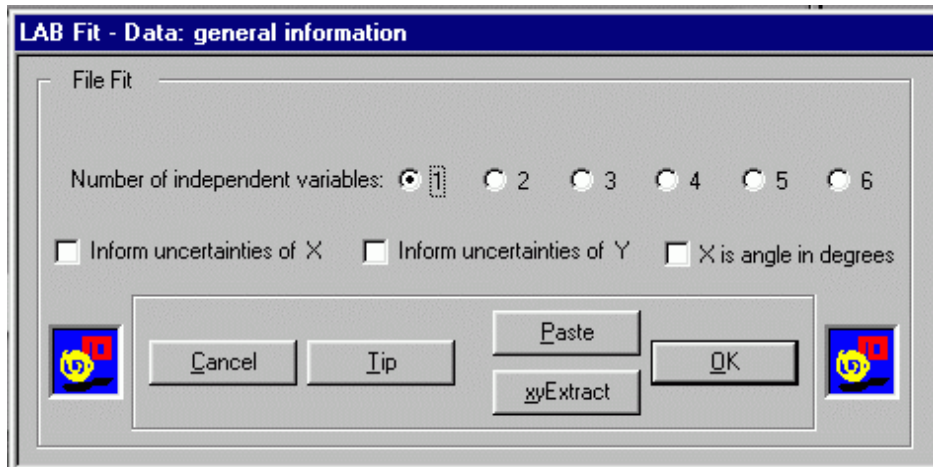 LAB Fit - Data: general information
File Fit
Number of independent variables: 1 2 3 4 5 6
Inform uncertainties of X Inform uncertainties of Y X is angle in degrees
Cancel Tip Paste OK
xyExtract